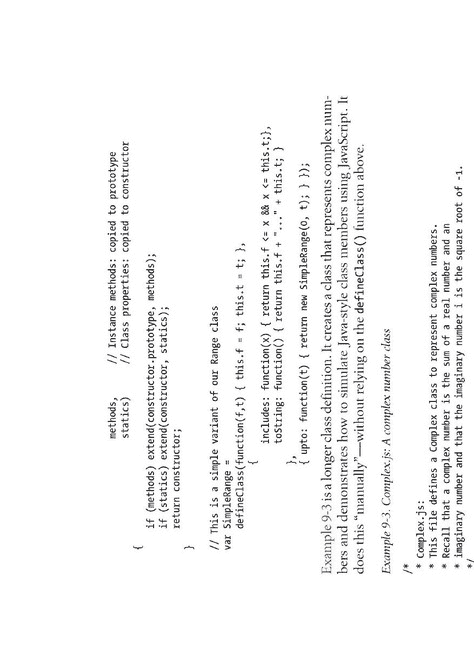 methods,      // Instance methods: copied to prototype
statics)      // Class properties: copied to constructor
{
if (methods) extend(constructor.prototype, methods);
if (statics) extend(constructor, statics);
return constructor;
}
// This is a simple variant of our Range class
var SimpleRange =
defineClass(function(f,t) { this.f = f; this.t = t; },
{
includes: function(x) { return this.f <= x && x <= this.t;},
toString: function() { return this.f + "..." + this.t; }
},
{ upto: function(t) { return new SimpleRange(o, t); } });
Example 9-3 is a longer class definition. It creates a class that represents complex num-
bers and demonstrates how to simulate Java-style class members using JavaScript. It
does this “manually”—without relying on the defineClass() function above.
Example 9-3. Complex.js: A complex number class
/*
* Complex.js:
* This file defines a Complex class to represent complex numbers.
* Recall that a complex number is the sum of a real number and an
* imaginary number and that the imaginary number i is the square root of -1.
*/